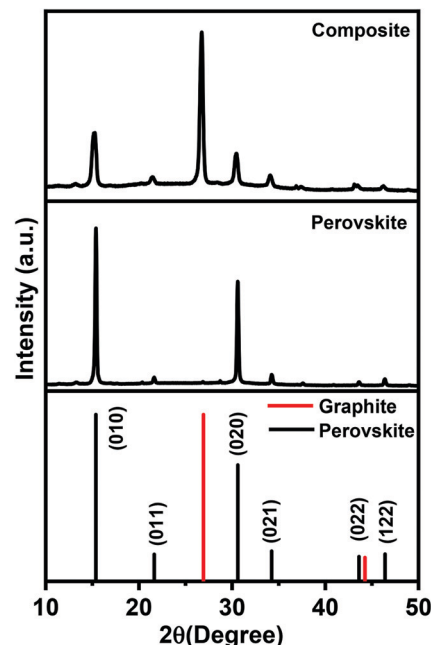 Composite
Perovskite
Intensity (a.u.)
Graphite
Perovskite
(010)
(011)
(020)
(021)
(022)
(122)
10 20 30 40 50
2θ(Degree)